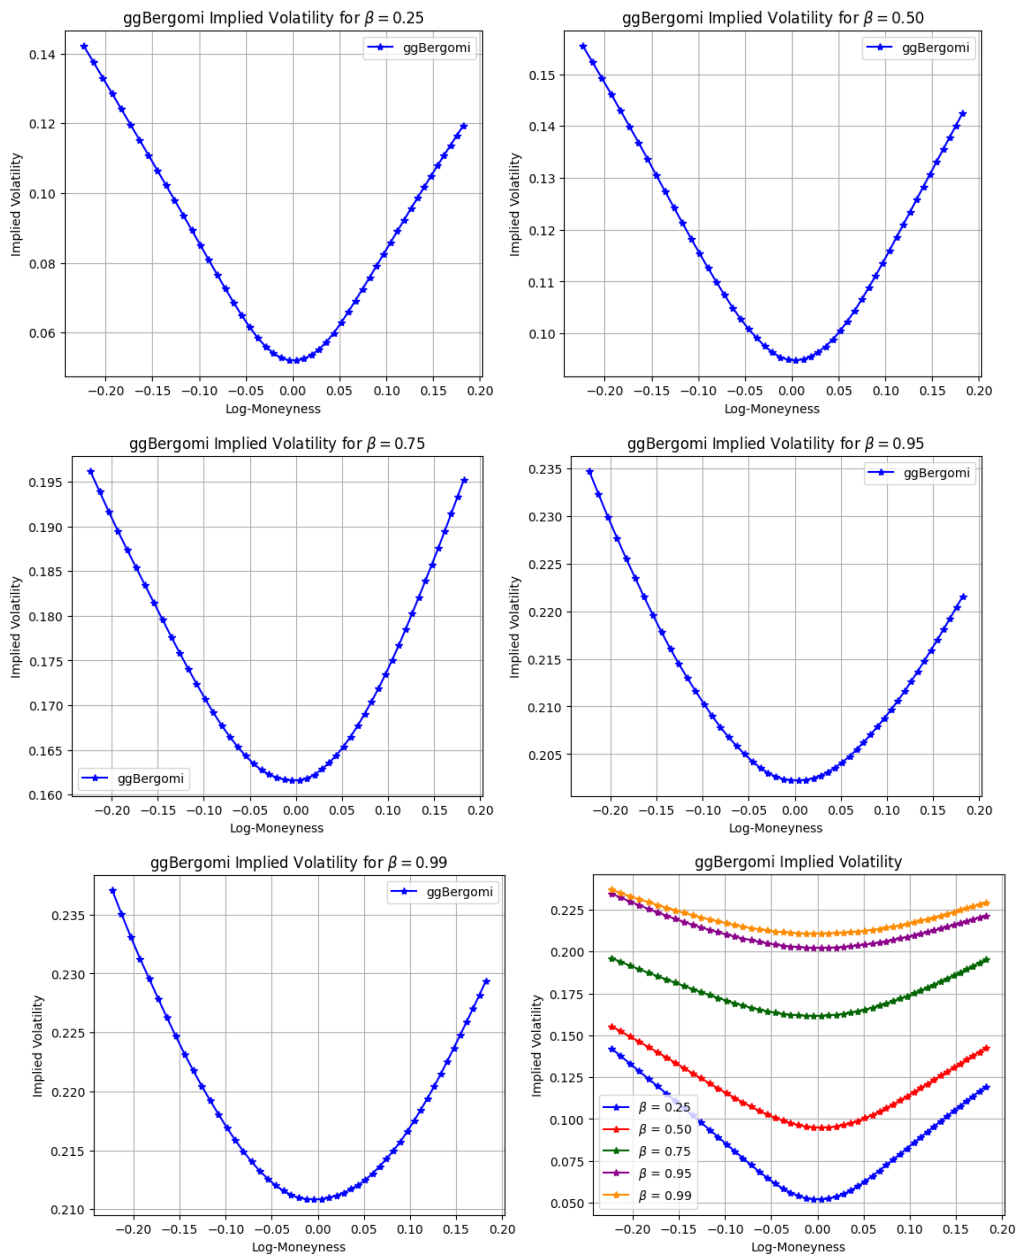 ggBergomi Implied Volatility for β = 0.25
ggBergomi
0.14
0.12
0.10
0.08
0.06
Implied Volatility
−0.20 −0.15 −0.10 −0.05 0.00 0.05 0.10 0.15 0.20
Log-Moneyness
ggBergomi Implied Volatility for β = 0.50
ggBergomi
0.15
0.14
0.13
0.12
0.11
0.10
Implied Volatility
−0.20 −0.15 −0.10 −0.05 0.00 0.05 0.10 0.15 0.20
Log-Moneyness
ggBergomi Implied Volatility for β = 0.75
0.195
0.190
0.185
0.180
0.175
0.170
0.165
0.160
Implied Volatility
ggBergomi
−0.20 −0.15 −0.10 −0.05 0.00 0.05 0.10 0.15 0.20
Log-Moneyness
ggBergomi Implied Volatility for β = 0.95
ggBergomi
0.235
0.230
0.225
0.220
0.215
0.210
0.205
Implied Volatility
−0.20 −0.15 −0.10 −0.05 0.00 0.05 0.10 0.15 0.20
Log-Moneyness
ggBergomi Implied Volatility for β = 0.99
ggBergomi
0.235
0.230
0.225
0.220
0.215
0.210
Implied Volatility
−0.20 −0.15 −0.10 −0.05 0.00 0.05 0.10 0.15 0.20
Log-Moneyness
ggBergomi Implied Volatility
0.225
0.200
0.175
0.150
0.125
0.100
0.075
0.050
Implied Volatility
β = 0.25
β = 0.50
β = 0.75
β = 0.95
β = 0.99
−0.20 −0.15 −0.10 −0.05 0.00 0.05 0.10 0.15 0.20
Log-Moneyness